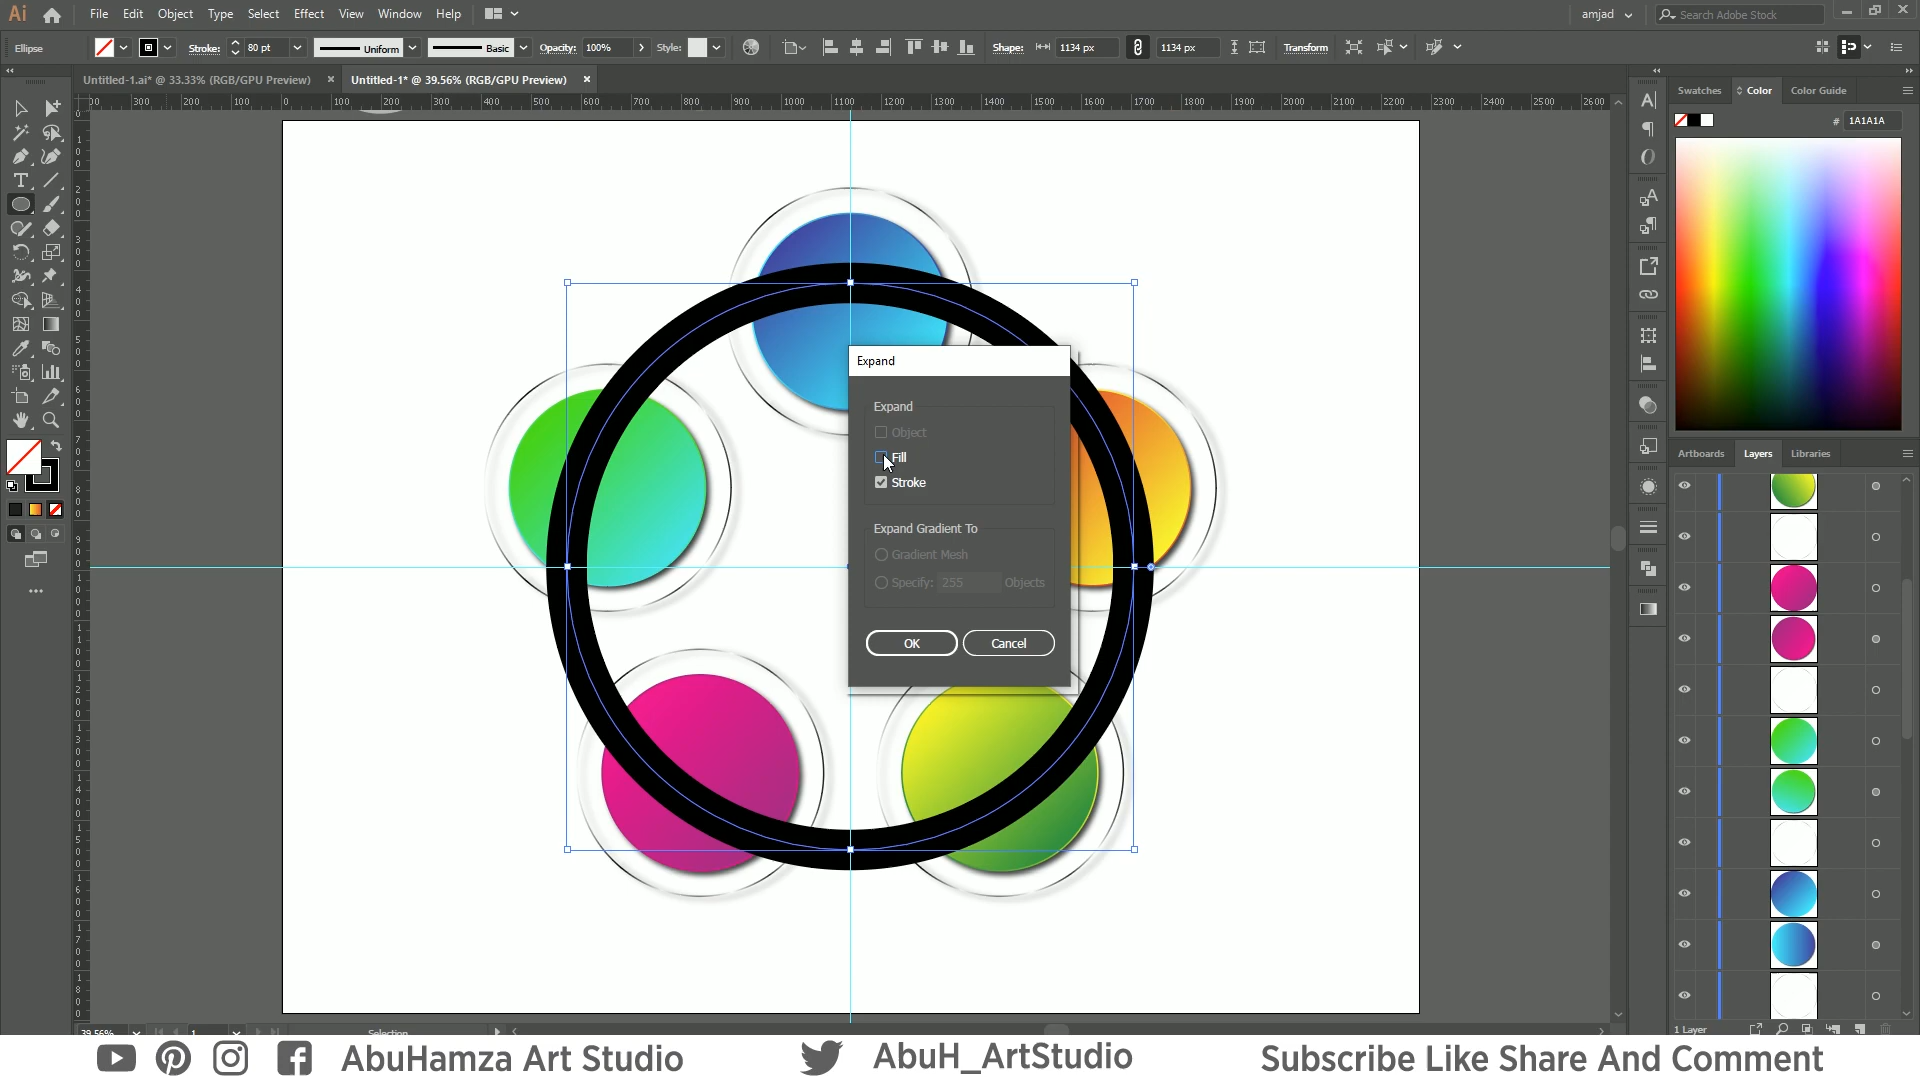 Ai File Edit Object Type Select Effect View Window Help amjad Search Adobe Stock
Ellipse Stroke: 80 pt Uniform Basic Opacity: 100% Style: Shape: 1134 px 1134 px Transform
Untitled-1.ai* @ 33.33% (RGB/GPU Preview) Untitled-1* @ 39.56% (RGB/GPU Preview)
Swatches Color Color Guide
# 1A1A1A
Expand
Expand
Object
Fill
Stroke
Expand Gradient To
Gradient Mesh
Specify: 255 Objects
OK Cancel
Artboards Layers Libraries
39.56% 1 Selection 1 Layer
AbuHamza Art Studio AbuH_ArtStudio Subscribe Like Share And Comment